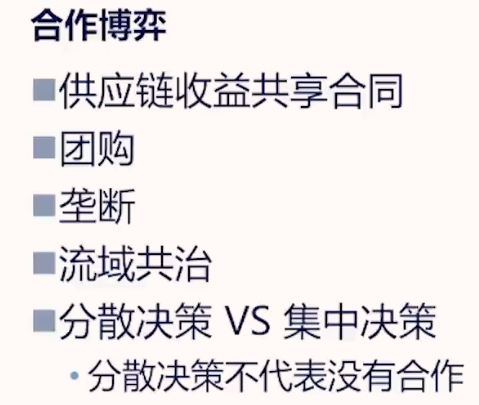 合作博弈
供应链收益共享合同
团购
垄断
流域共治
分散决策 VS 集中决策
分散决策不代表没有合作